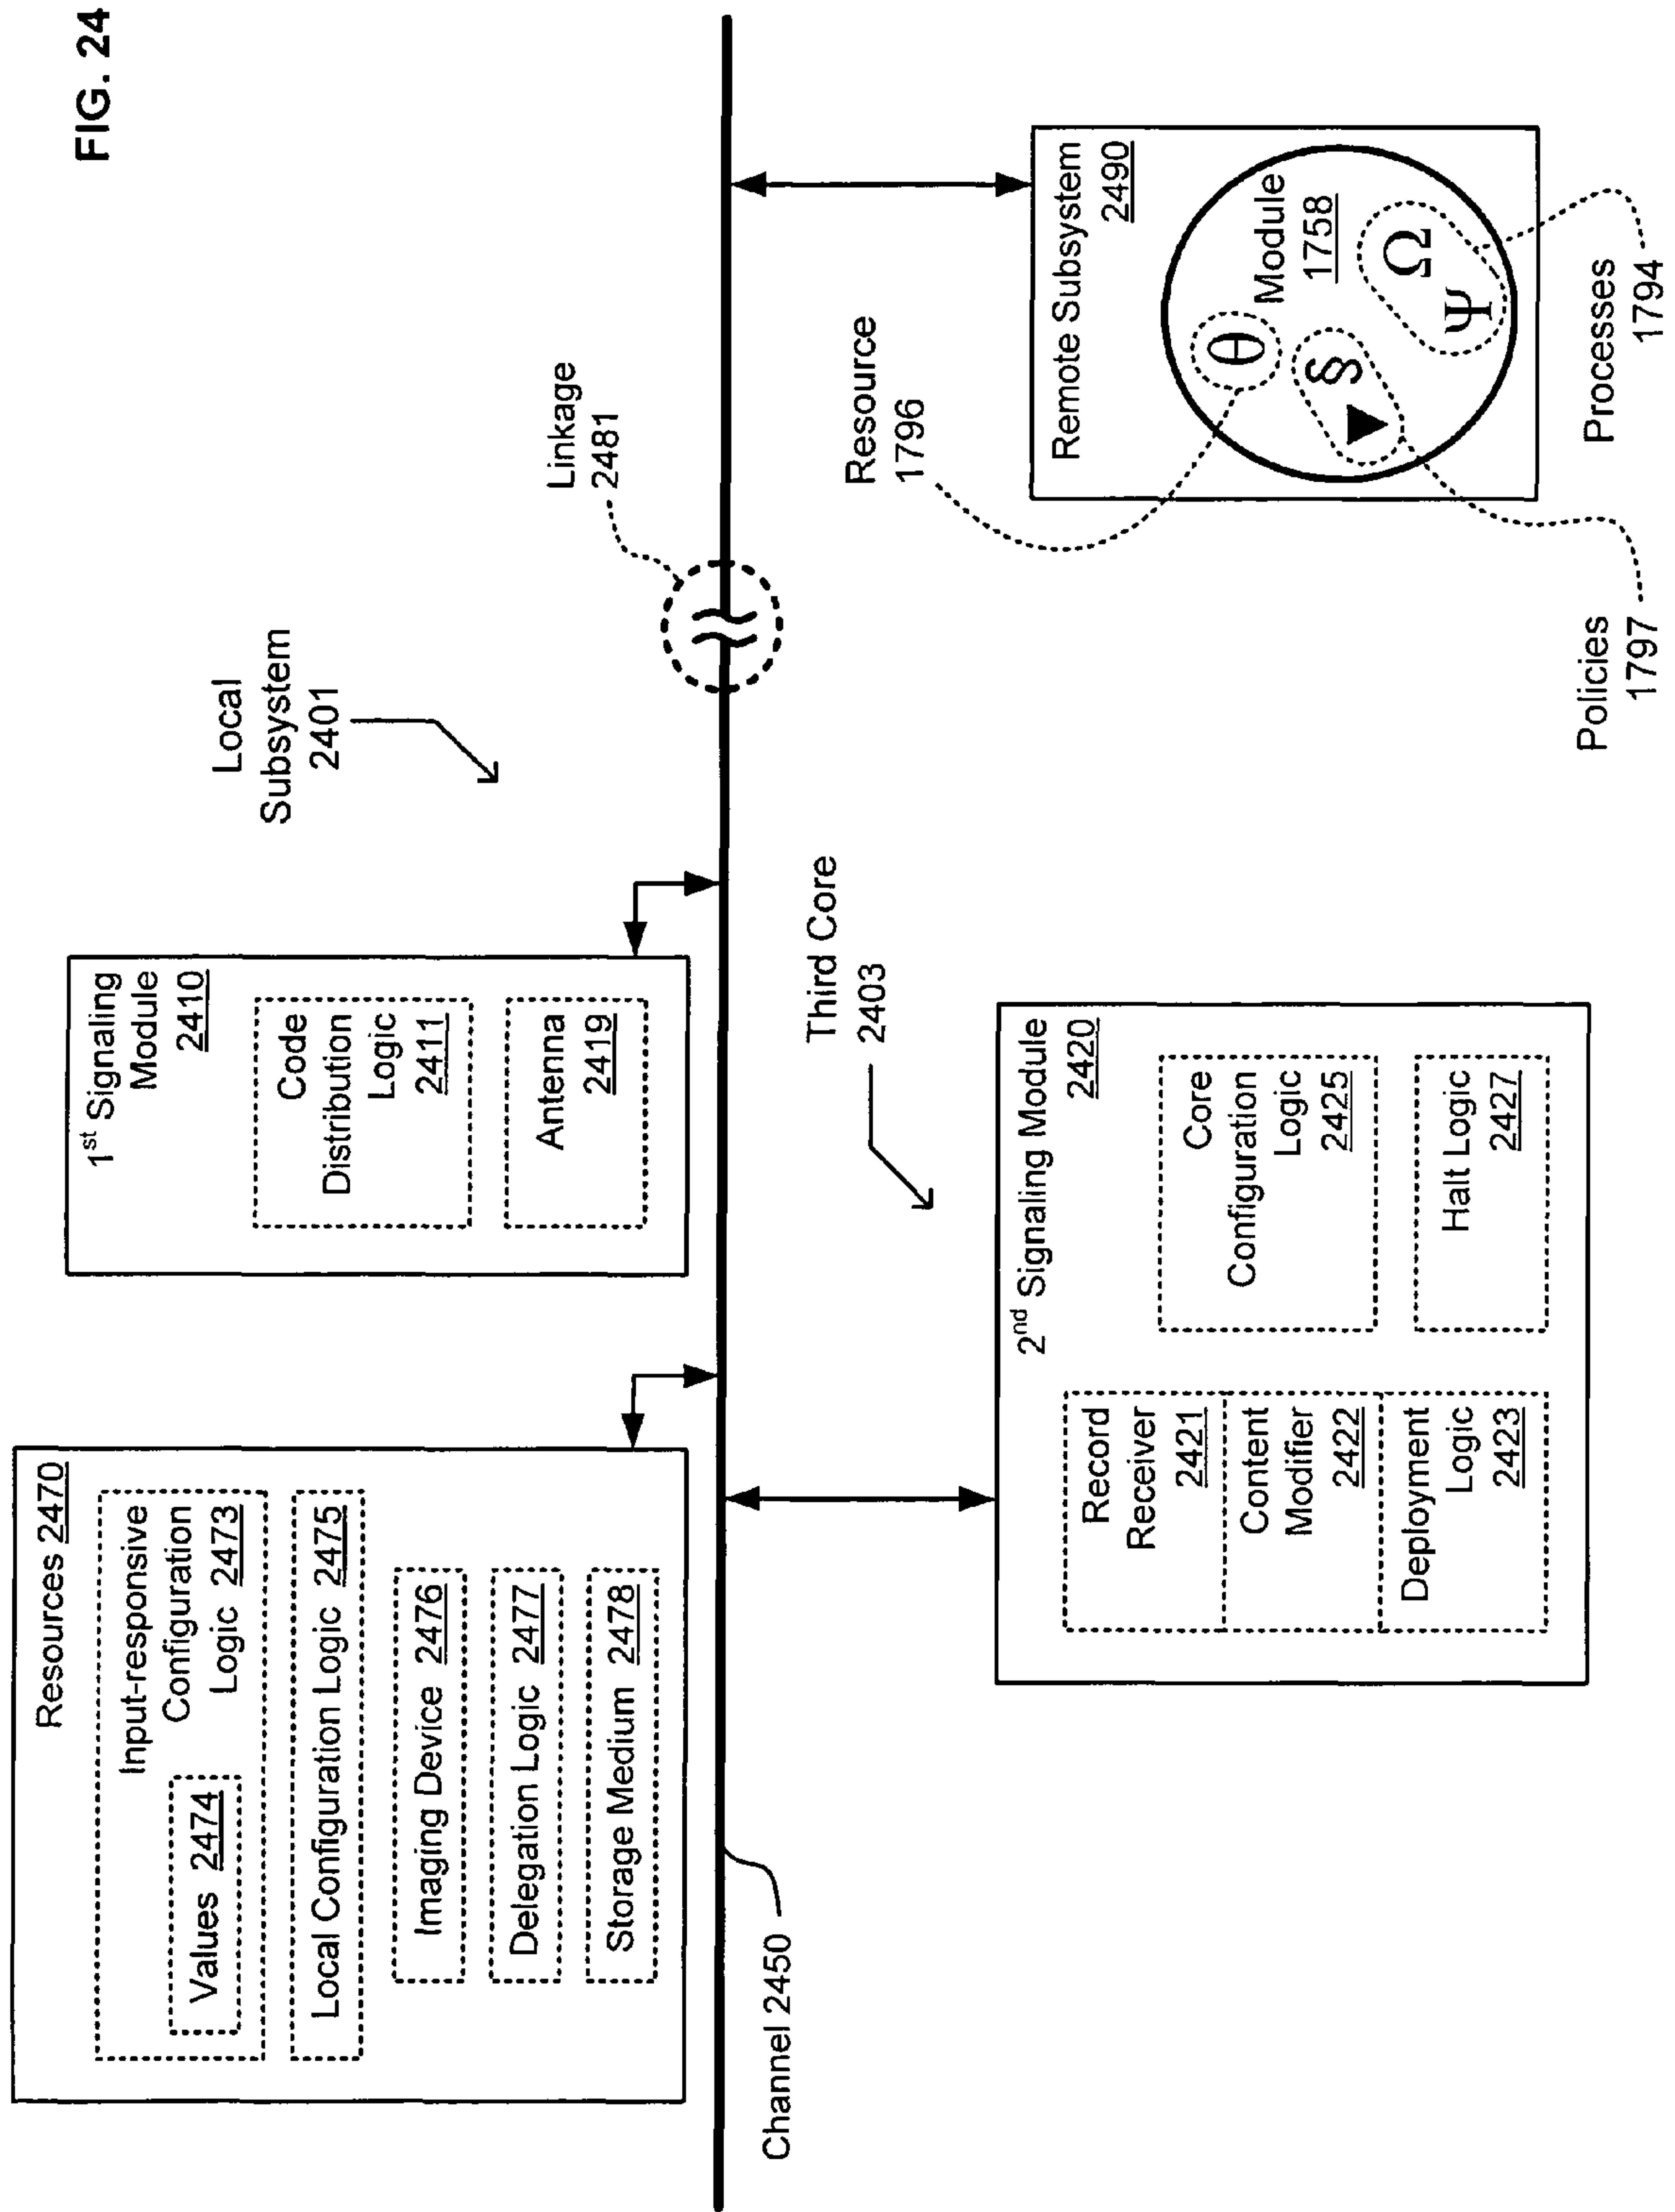 FIG. 24
Resources 2470
Input-responsive
Configuration
Logic 2473
Values 2474
Local Configuration Logic 2475
Imaging Device 2476
Delegation Logic 2477
Storage Medium 2478
1st Signaling
Module
2410
Code
Distribution
Logic
2411
Antenna
2419
Local
Subsystem
2401
Linkage
2481
Channel 2450
Third Core
2403
2nd Signaling Module
2420
Record
Receiver
2421
Content
Modifier
2422
Deployment
Logic
2423
Core
Configuration
Logic
2425
Halt Logic
2427
Resource
1796
Remote Subsystem
2490
Module
1758
θ
§
▲
Ω
Ψ
Policies
1797
Processes
1794